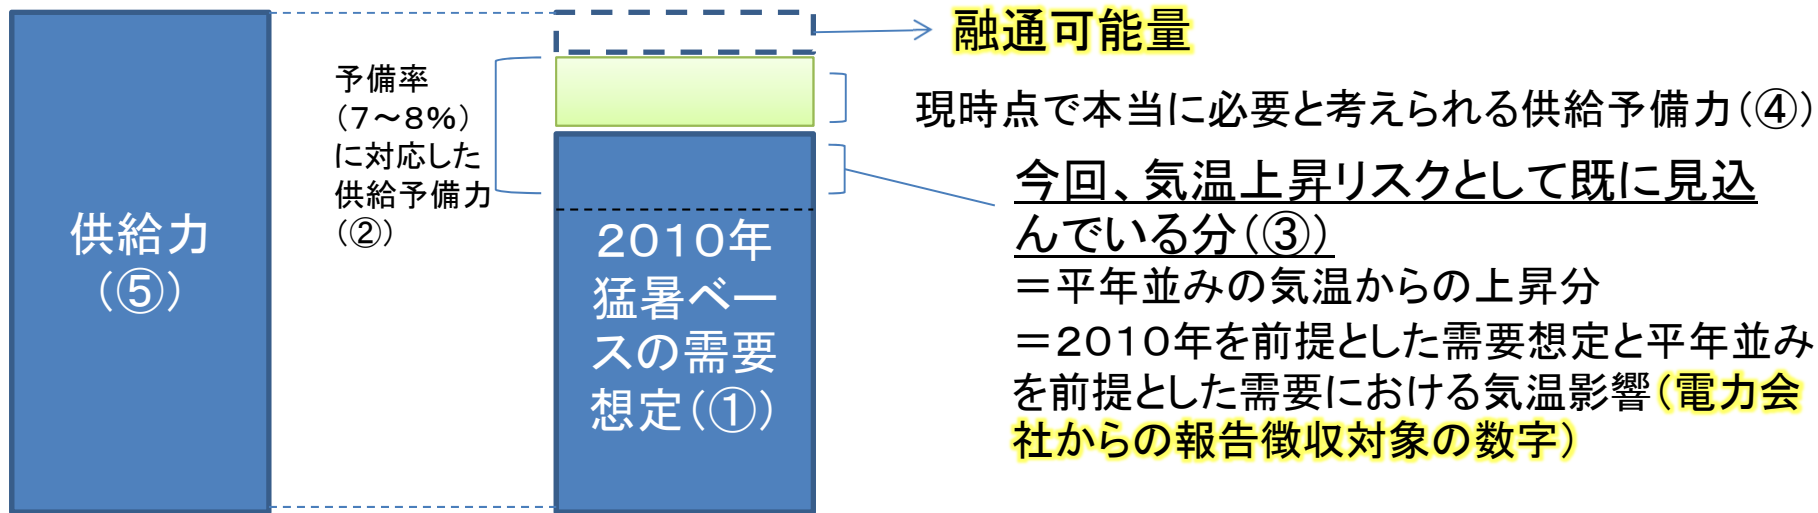 供給力
（⑤）
予備率
（7～8%）
に対応した
供給予備力
（②）
2010年
猛暑ベー
スの需要
想定（①）
融通可能量
現時点で本当に必要と考えられる供給予備力（④）
今回、気温上昇リスクとして既に見込
んでいる分（③）
＝平年並みの気温からの上昇分
＝2010年を前提とした需要想定と平年並み
を前提とした需要における気温影響（電力会
社からの報告徴収対象の数字）